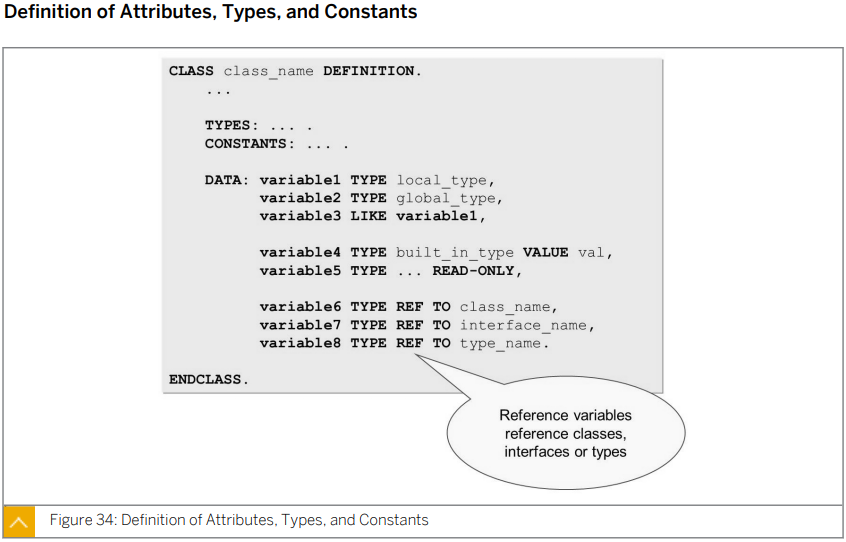 Definition of Attributes, Types, and Constants
CLASS class_name DEFINITION.
...
TYPES: ... .
CONSTANTS: ... .
DATA: variable1 TYPE local_type,
variable2 TYPE global_type,
variable3 LIKE variable1,
variable4 TYPE built_in_type VALUE val,
variable5 TYPE ... READ-ONLY,
variable6 TYPE REF TO class_name,
variable7 TYPE REF TO interface_name,
variable8 TYPE REF TO type_name.
ENDCLASS.
Reference variables
reference classes,
interfaces or types
Figure 34: Definition of Attributes, Types, and Constants